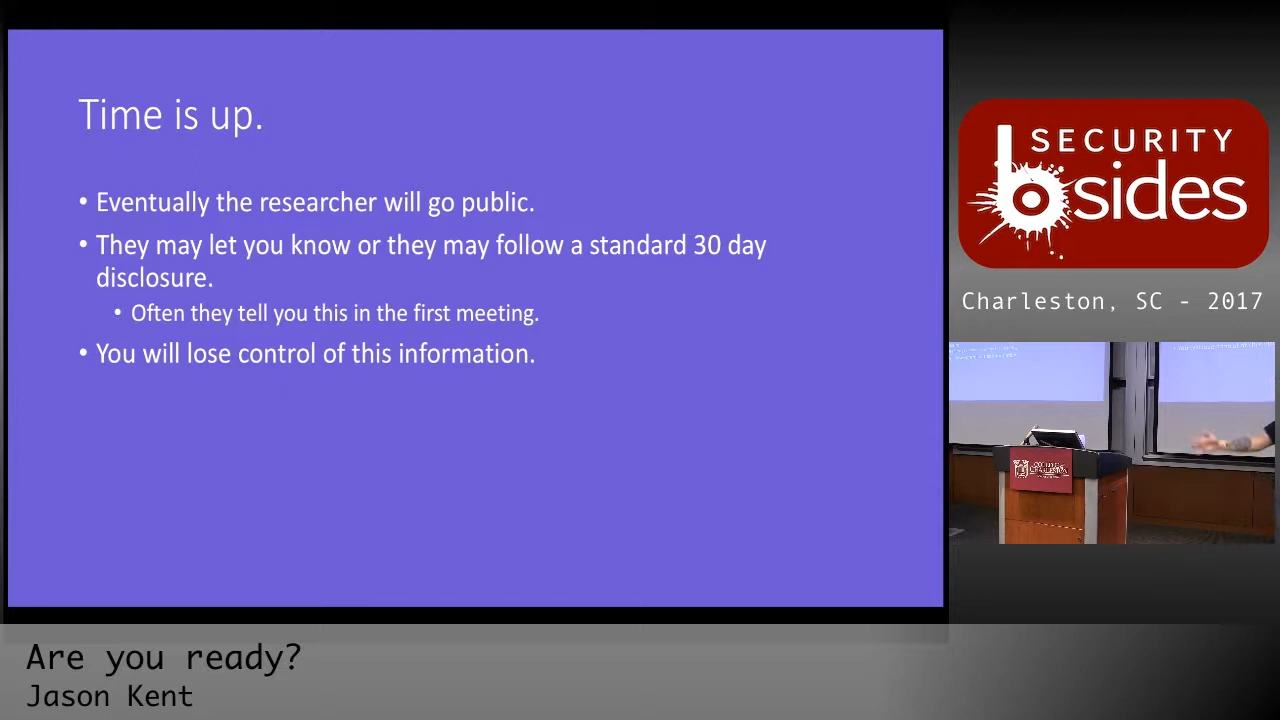 Time is up.
• Eventually the researcher will go public.
• They may let you know or they may follow a standard 30 day
disclosure.
• Often they tell you this in the first meeting.
• You will lose control of this information.
SECURITY
bsides
Charleston, SC - 2017
Are you ready?
Jason Kent